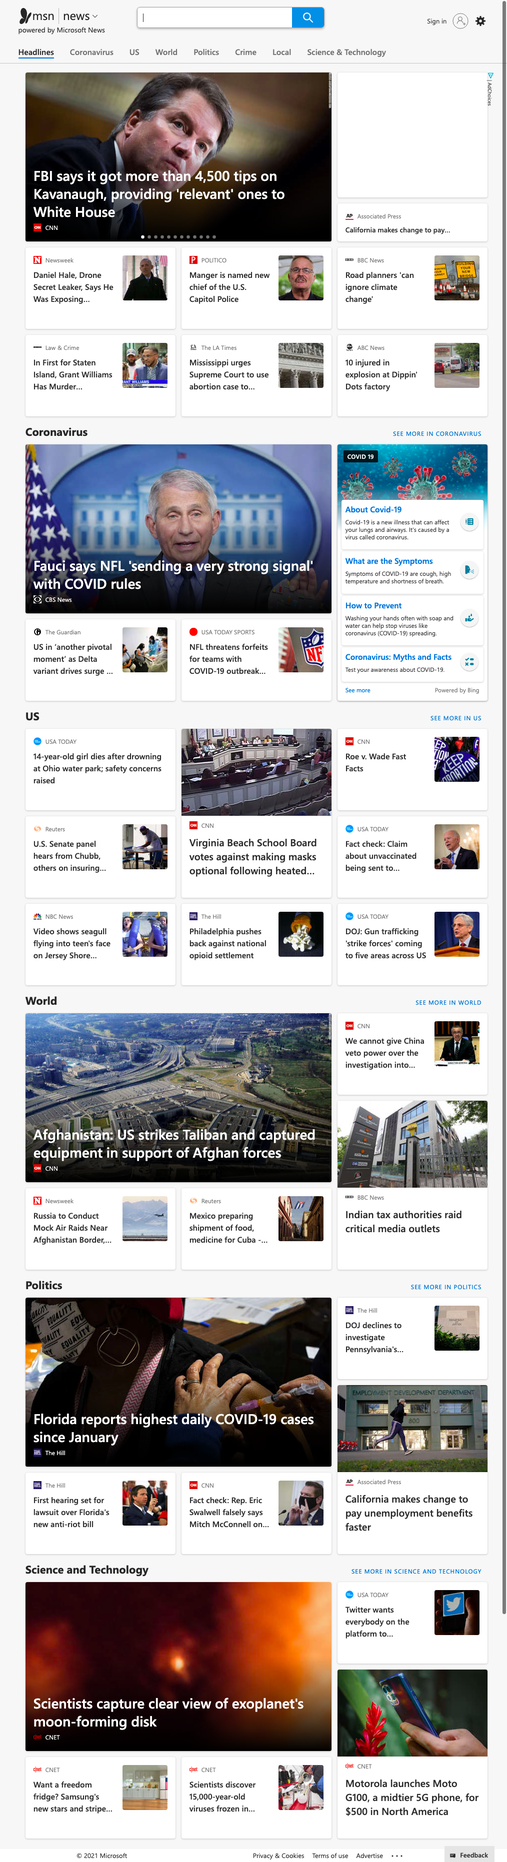 msn news
powered by Microsoft News
Sign in
Headlines Coronavirus US World Politics Crime Local Science & Technology
FBI says it got more than 4,500 tips on
Kavanaugh, providing 'relevant' ones to
White House
CNN
AdChoices
Associated Press
California makes change to pay...
Newsweek
Daniel Hale, Drone
Secret Leaker, Says He
Was Exposing...
POLITICO
Manger is named new
chief of the U.S.
Capitol Police
BBC News
Road planners 'can
ignore climate
change'
Law & Crime
In First for Staten
Island, Grant Williams
Has Murder...
The LA Times
Mississippi urges
Supreme Court to use
abortion case to...
ABC News
10 injured in
explosion at Dippin'
Dots factory
Coronavirus
SEE MORE IN CORONAVIRUS
Fauci says NFL 'sending a very strong signal'
with COVID rules
CBS News
COVID 19
About Covid-19
Covid-19 is a new illness that can affect
your lungs and airways. It's caused by a
virus called coronavirus.
What are the Symptoms
Symptoms of COVID-19 are cough, high
temperature and shortness of breath.
How to Prevent
Washing your hands often with soap and
water can help stop viruses like
coronavirus (COVID-19) spreading.
Coronavirus: Myths and Facts
Test your awareness about COVID-19.
See more
Powered by Bing
The Guardian
US in 'another pivotal
moment' as Delta
variant drives surge ...
USA TODAY SPORTS
NFL threatens forfeits
for teams with
COVID-19 outbreak...
US
SEE MORE IN US
USA TODAY
14-year-old girl dies after drowning
at Ohio water park; safety concerns
raised
CNN
Virginia Beach School Board
votes against making masks
optional following heated...
CNN
Roe v. Wade Fast
Facts
Reuters
U.S. Senate panel
hears from Chubb,
others on insuring...
USA TODAY
Fact check: Claim
about unvaccinated
being sent to...
NBC News
Video shows seagull
flying into teen's face
on Jersey Shore...
The Hill
Philadelphia pushes
back against national
opioid settlement
USA TODAY
DOJ: Gun trafficking
'strike forces' coming
to five areas across US
World
SEE MORE IN WORLD
Afghanistan: US strikes Taliban and captured
equipment in support of Afghan forces
CNN
CNN
We cannot give China
veto power over the
investigation into...
BBC News
Indian tax authorities raid
critical media outlets
Newsweek
Russia to Conduct
Mock Air Raids Near
Afghanistan Border,...
Reuters
Mexico preparing
shipment of food,
medicine for Cuba -...
Politics
SEE MORE IN POLITICS
Florida reports highest daily COVID-19 cases
since January
The Hill
The Hill
DOJ declines to
investigate
Pennsylvania's...
EMPLOYMENT DEVELOPMENT DEPARTMENT
800
Associated Press
California makes change to
pay unemployment benefits
faster
The Hill
First hearing set for
lawsuit over Florida's
new anti-riot bill
CNN
Fact check: Rep. Eric
Swalwell falsely says
Mitch McConnell on...
Science and Technology
SEE MORE IN SCIENCE AND TECHNOLOGY
Scientists capture clear view of exoplanet's
moon-forming disk
CNET
USA TODAY
Twitter wants
everybody on the
platform to...
CNET
Motorola launches Moto
G100, a midtier 5G phone, for
$500 in North America
CNET
Want a freedom
fridge? Samsung's
new stars and stripe...
CNET
Scientists discover
15,000-year-old
viruses frozen in...
© 2021 Microsoft
Privacy & Cookies Terms of use Advertise
Feedback